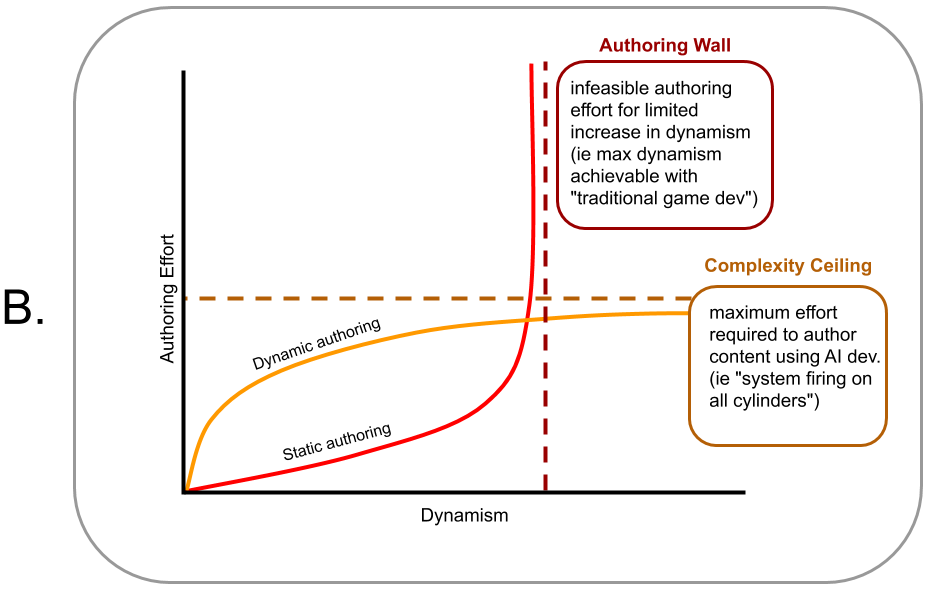 B.
Authoring Wall
infeasible authoring
effort for limited
increase in dynamism
(ie max dynamism
achievable with
"traditional game dev")
Complexity Ceiling
maximum effort
required to author
content using AI dev.
(ie "system firing on
all cylinders")
Authoring Effort
Dynamic authoring
Static authoring
Dynamism